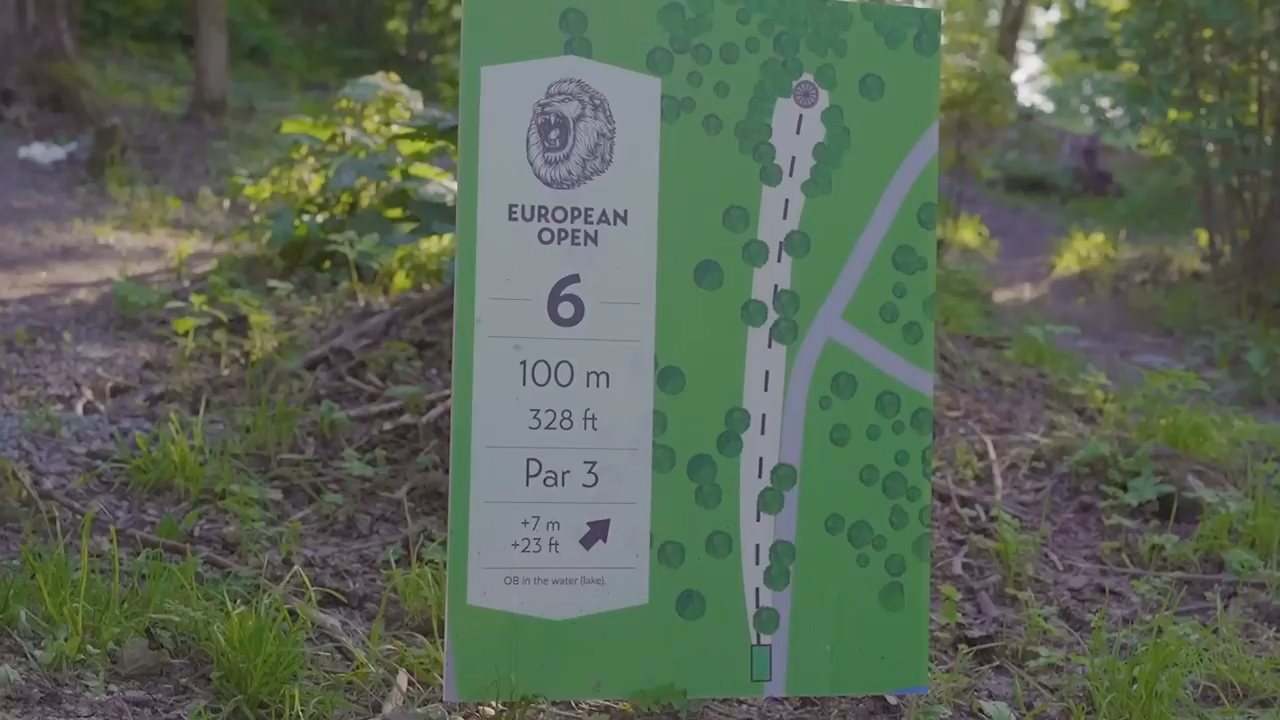 EUROPEAN
OPEN
6
100 m
328 ft
Par 3
+7 m
+23 ft
OB in the water (lake).